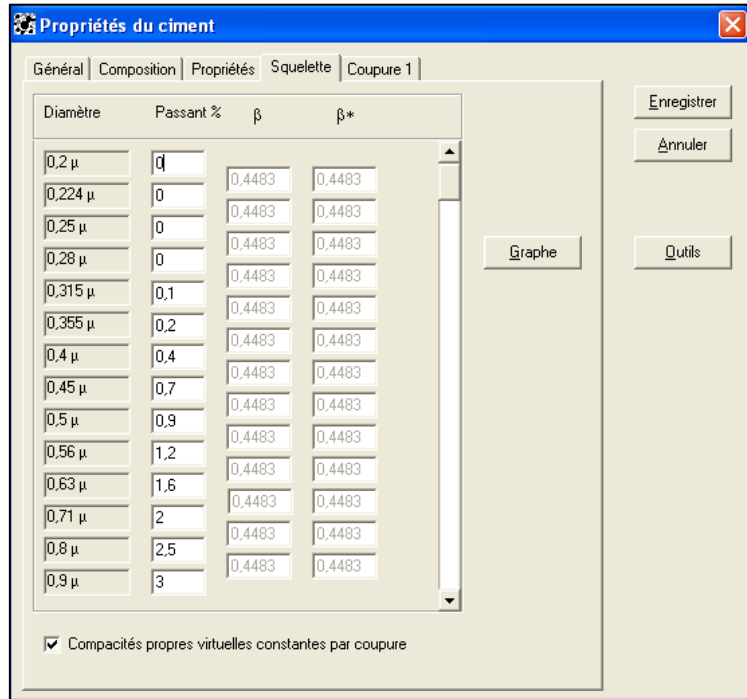 Propriétés du ciment
Général Composition Propriétés Squelette Coupure 1
Diamètre Passant % β β*
0,2 µ 0
0,4483 0,4483
0,224 µ 0
0,4483 0,4483
0,25 µ 0
0,4483 0,4483
0,28 µ 0
0,4483 0,4483
0,315 µ 0,1
0,4483 0,4483
0,355 µ 0,2
0,4483 0,4483
0,4 µ 0,4
0,4483 0,4483
0,45 µ 0,7
0,4483 0,4483
0,5 µ 0,9
0,4483 0,4483
0,56 µ 1,2
0,4483 0,4483
0,63 µ 1,6
0,4483 0,4483
0,71 µ 2
0,4483 0,4483
0,8 µ 2,5
0,4483 0,4483
0,9 µ 3
Compacités propres virtuelles constantes par coupure
Graphe
Enregistrer
Annuler
Outils